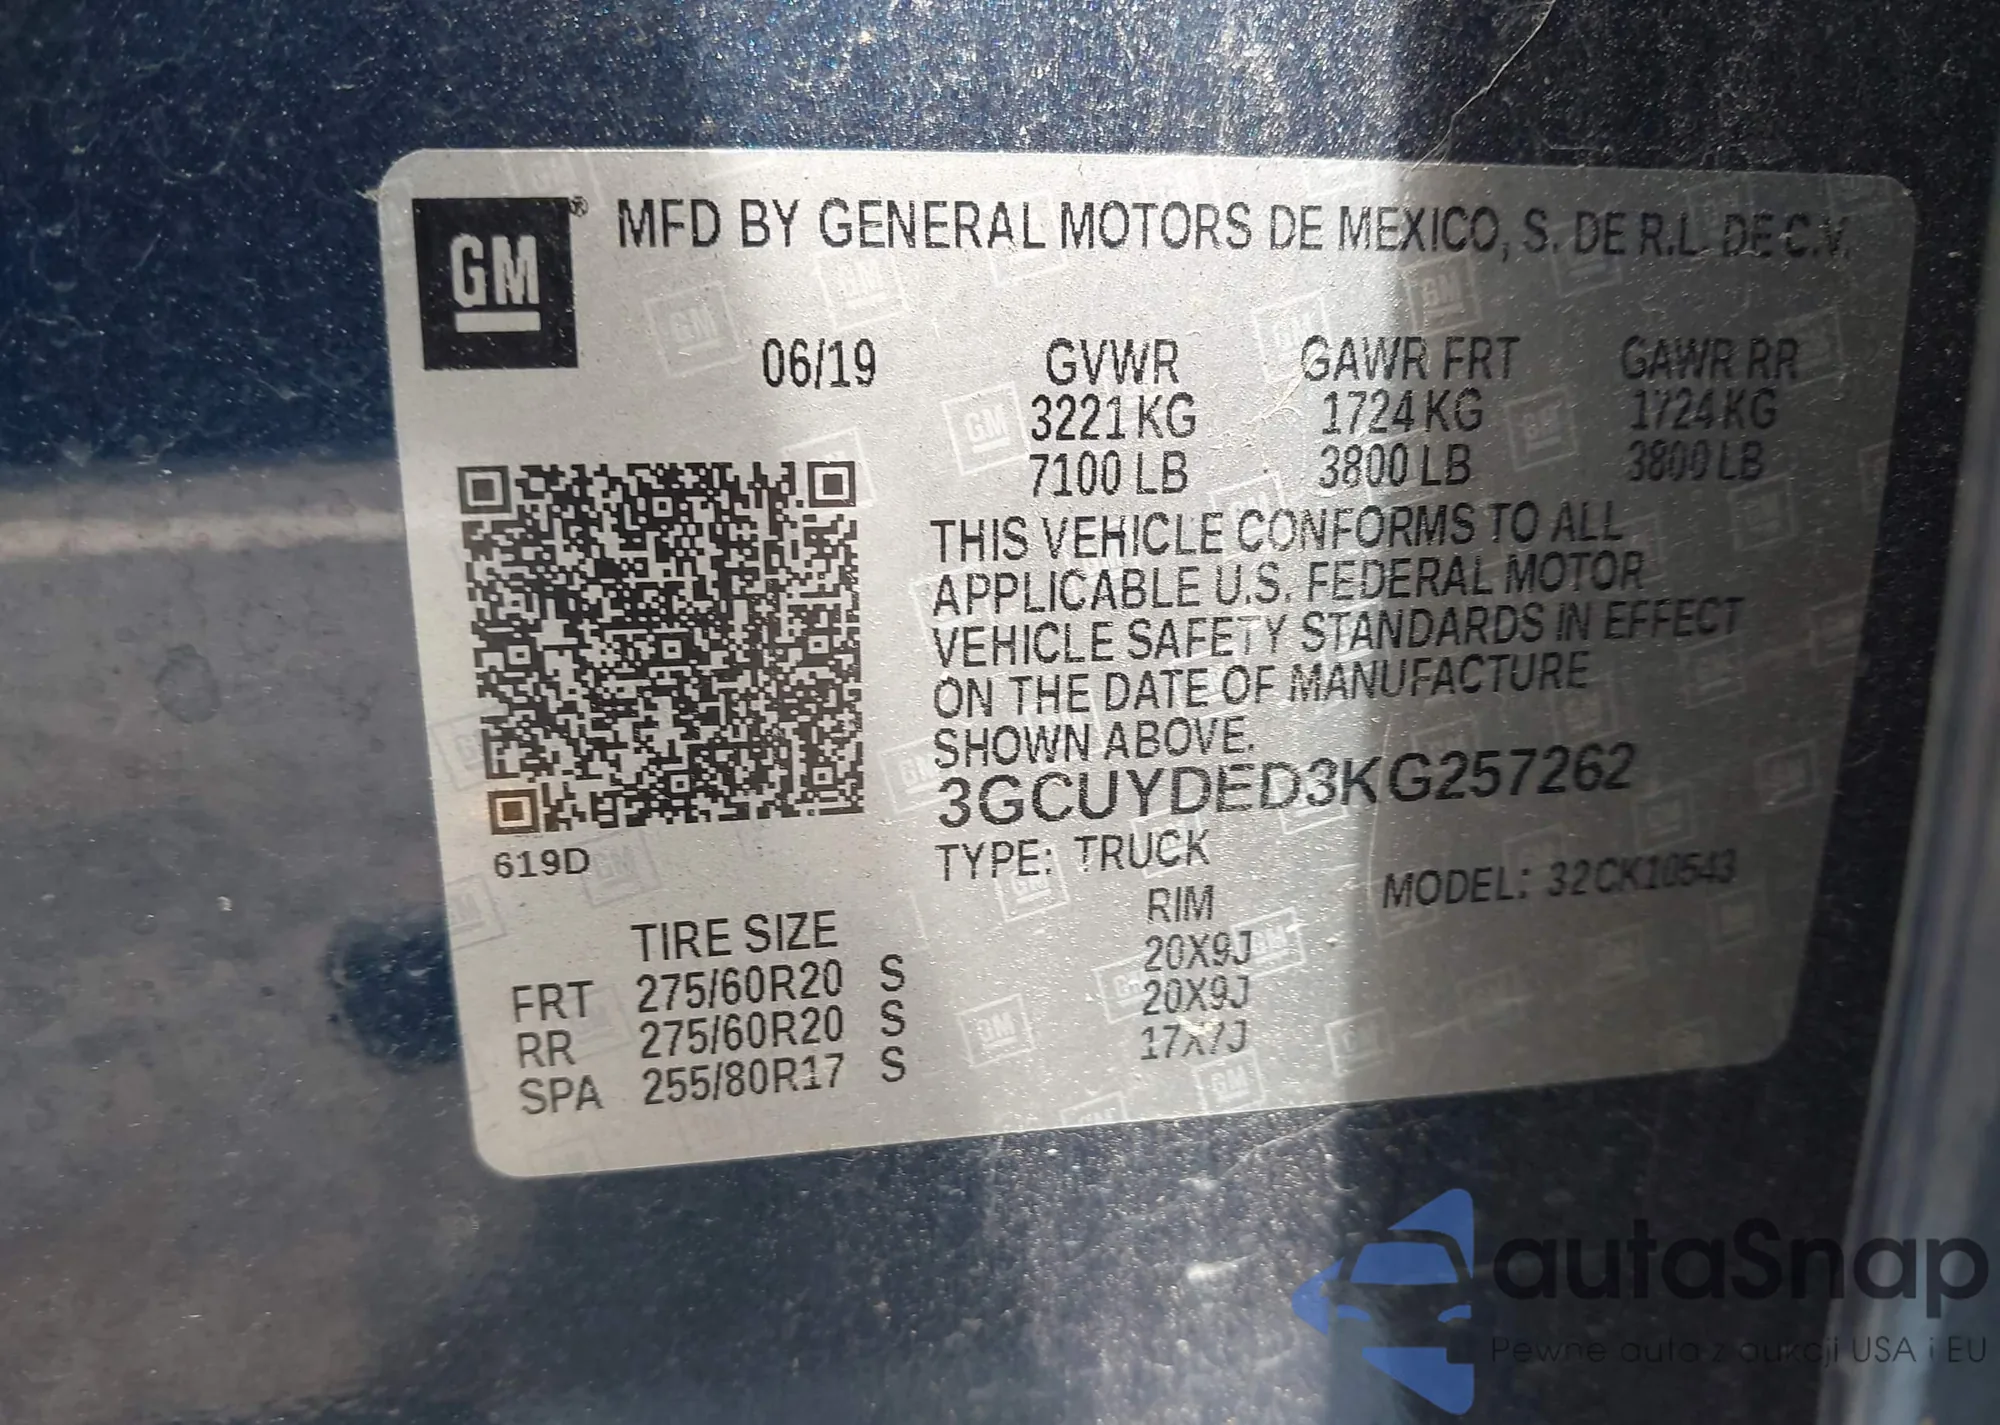 GM ® MFD BY GENERAL MOTORS DE MEXICO, S. DE R.L. DE C.V.
06/19 GVWR GAWR FRT GAWR RR
3221 KG 1724 KG 1724 KG
7100 LB 3800 LB 3800 LB
THIS VEHICLE CONFORMS TO ALL
APPLICABLE U.S. FEDERAL MOTOR
VEHICLE SAFETY STANDARDS IN EFFECT
ON THE DATE OF MANUFACTURE
SHOWN ABOVE.
3GCUYDED3KG257262
619D
TYPE: TRUCK MODEL: 32CK10543
TIRE SIZE RIM
FRT 275/60R20 S 20X9J
RR 275/60R20 S 20X9J
SPA 255/80R17 S 17X7J
autaSnap
Pewne auta z aukcji USA i EU